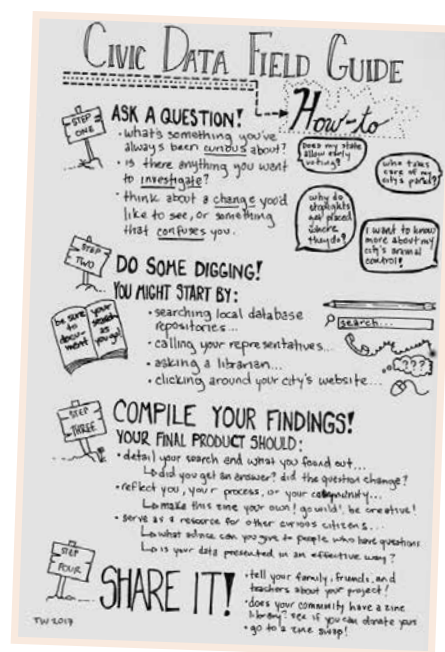 CIVIC DATA FIELD GUIDE
How-to
STEP
ONE
ASK A QUESTION!
• what's something you've
always been curious about?
• is there anything you want
to investigate?
• think about a change you'd
like to see, or something
that confuses you.
Does my state
allow early
voting?
who takes
care of my
city's parks?
why do
stoplights
get placed
where
they do?
I want to know
more about my
city's animal
control!
STEP
TWO
DO SOME DIGGING!
YOU MIGHT START BY:
be sure
to
docu-
ment
your
search
as
you go!
• searching local database
repositories...
• calling your representatives...
• asking a librarian...
• clicking around your city's website...
search...
???
STEP
THREE
COMPILE YOUR FINDINGS!
YOUR FINAL PRODUCT SHOULD:
• detail your search and what you found out...
↳ did you get an answer? did the question change?
• reflect you, your process, or your community...
↳ make this zine your own! go wild! be creative!
• serve as a resource for other curious citizens...
↳ what advice can you give to people who have questions
↳ is your data presented in an effective way?
STEP
FOUR
SHARE IT!
• tell your family, friends, and
teachers about your project!
• does your community have a zine
library? see if you can donate yours
• go to a zine swap!
TW 2017